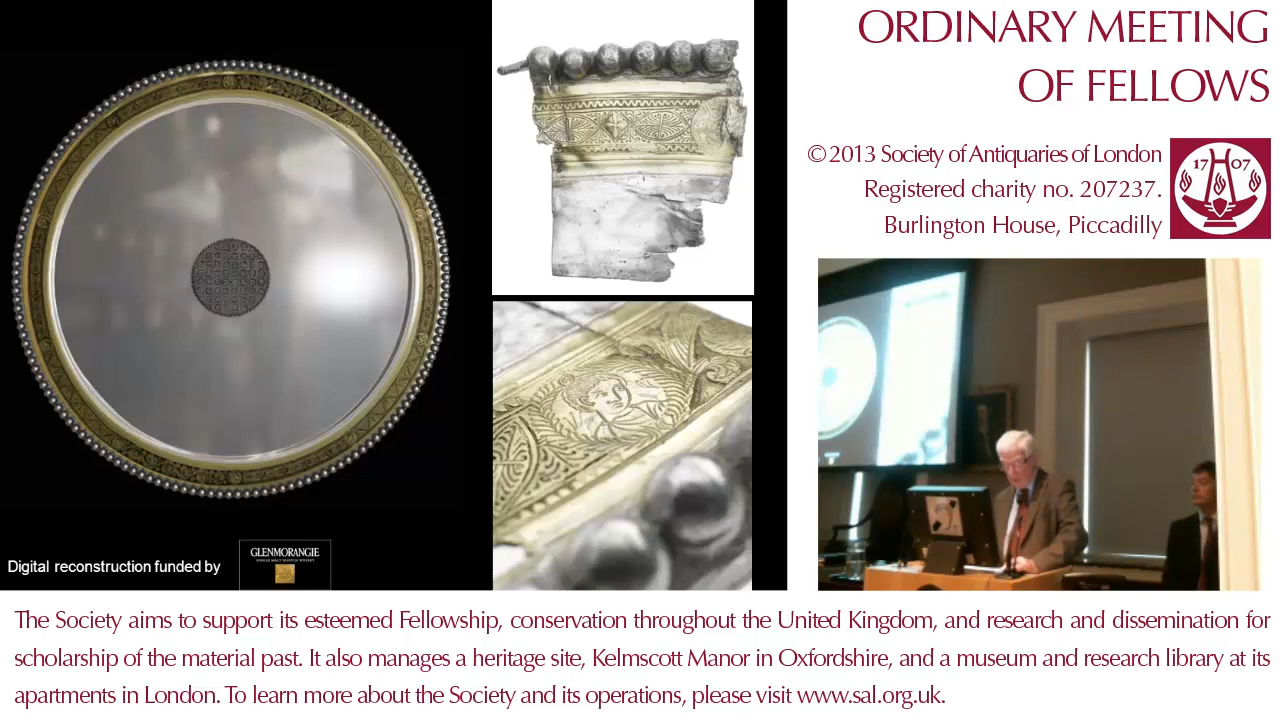 ORDINARY MEETING
OF FELLOWS
© 2013 Society of Antiquaries of London
Registered charity no. 207237.
Burlington House, Piccadilly
17 07
Digital reconstruction funded by
GLENMORANGIE
The Society aims to support its esteemed Fellowship, conservation throughout the United Kingdom, and research and dissemination for
scholarship of the material past. It also manages a heritage site, Kelmscott Manor in Oxfordshire, and a museum and research library at its
apartments in London. To learn more about the Society and its operations, please visit www.sal.org.uk.